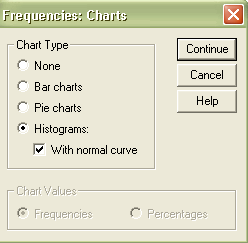 Frequencies: Charts
Chart Type
None
Bar charts
Pie charts
Histograms:
With normal curve
Continue
Cancel
Help
Chart Values
Frequencies
Percentages